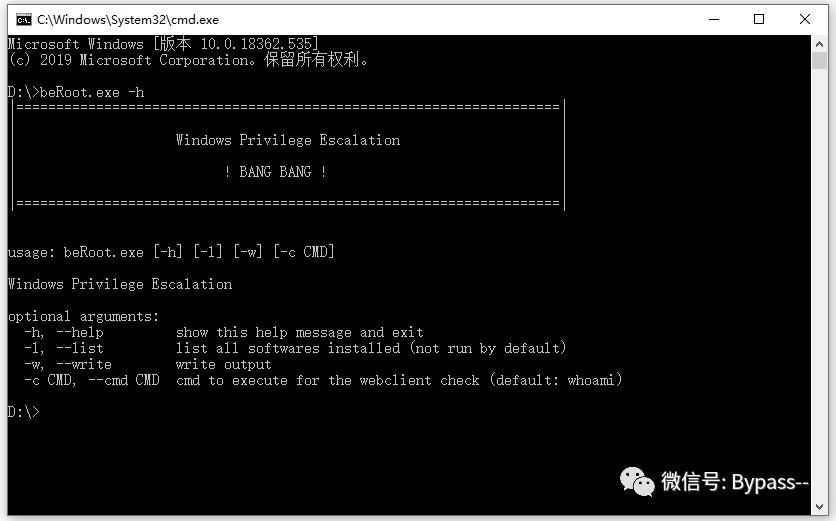 C:\Windows\System32\cmd.exe
Microsoft Windows [版本 10.0.18362.535]
(c) 2019 Microsoft Corporation。保留所有权利。
D:\>beRoot.exe -h
|====================================================================|
Windows Privilege Escalation
! BANG BANG !
|====================================================================|
usage: beRoot.exe [-h] [-l] [-w] [-c CMD]
Windows Privilege Escalation
optional arguments:
-h, --help show this help message and exit
-l, --list list all softwares installed (not run by default)
-w, --write write output
-c CMD, --cmd CMD cmd to execute for the webclient check (default: whoami)
D:\>
微信号: Bypass--